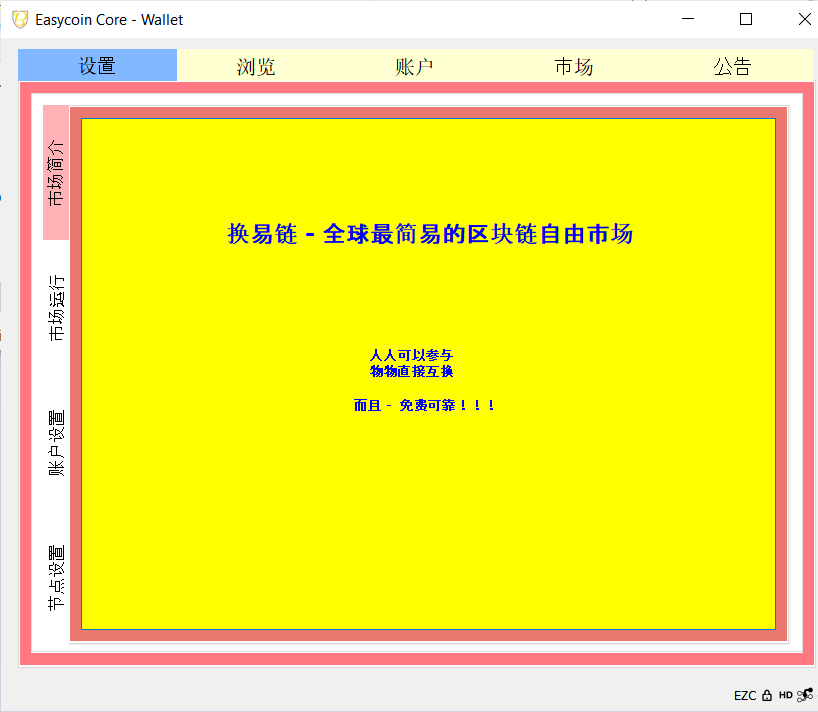 Easycoin Core - Wallet
设置
浏览
账户
市场
公告
市场简介
市场运行
账户设置
节点设置
换易链 - 全球最简易的区块链自由市场
人人可以参与
物物直接互换
而且 - 免费可靠！！！
EZC
HD